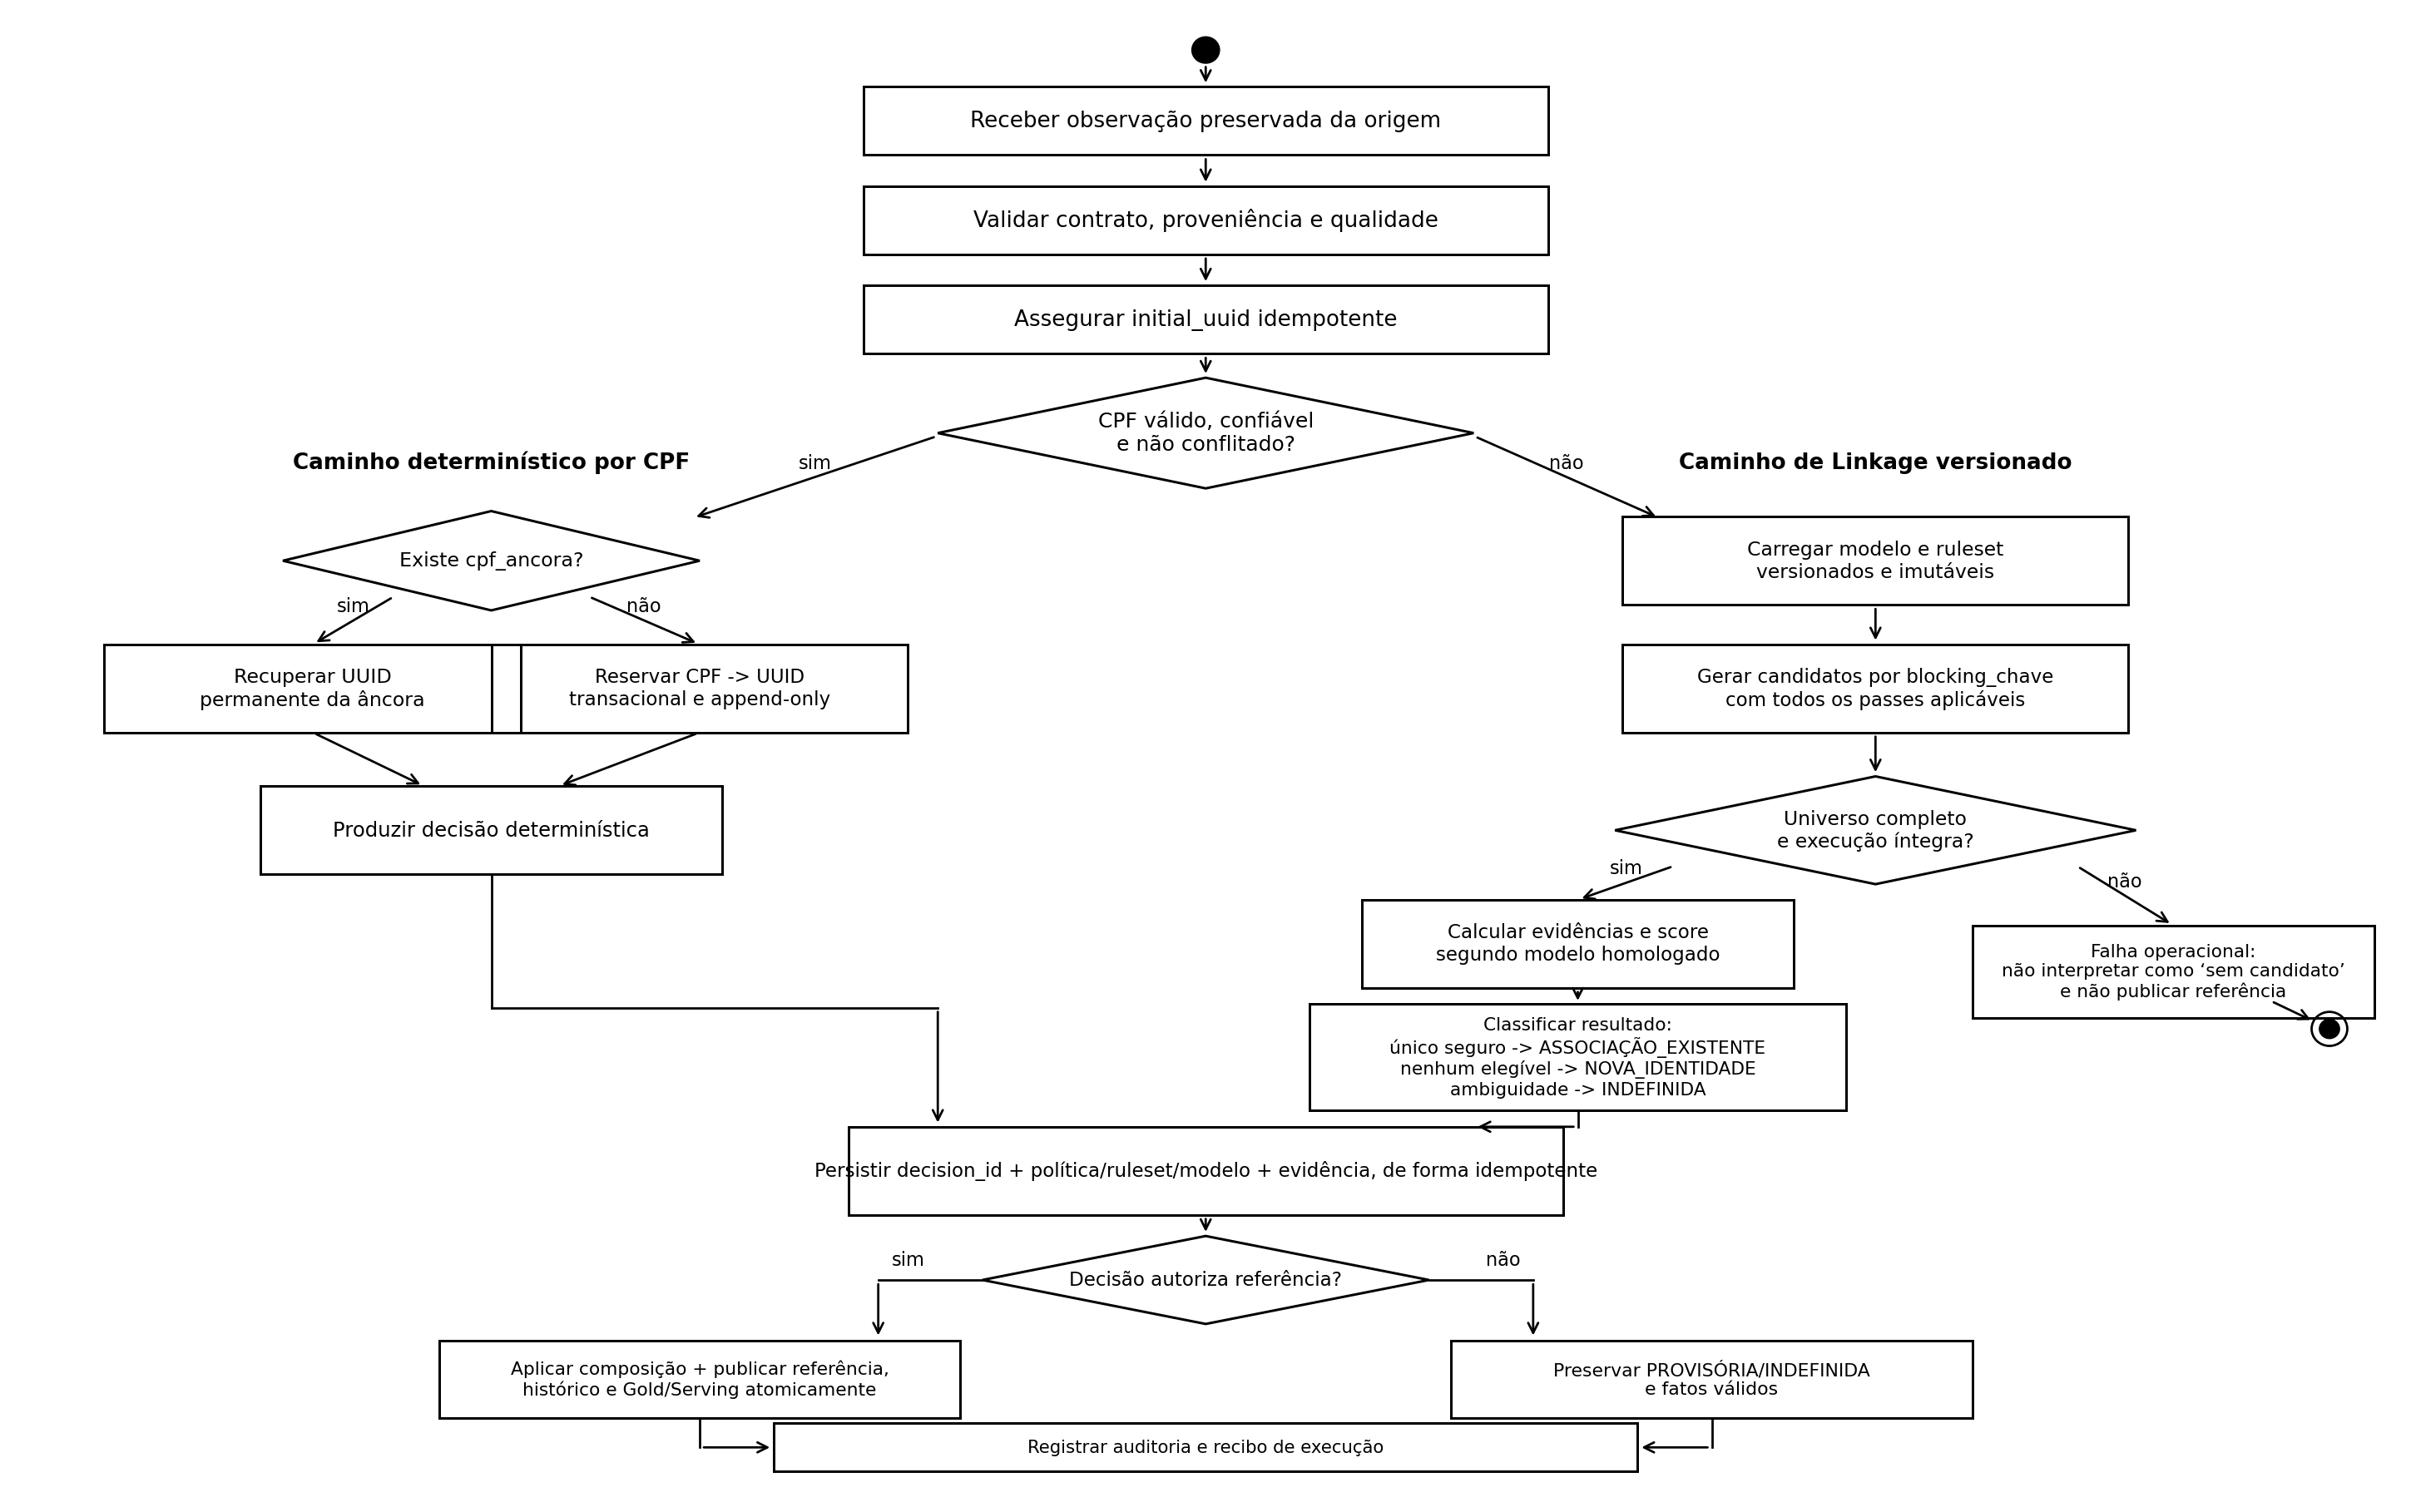 Receber observação preservada da origem
Validar contrato, proveniência e qualidade
Assegurar initial_uuid idempotente
CPF válido, confiável
e não conflitado?
sim
não
Caminho determinístico por CPF
Caminho de Linkage versionado
Existe cpf_ancora?
Carregar modelo e ruleset
versionados e imutáveis
sim
não
Recuperar UUID
permanente da âncora
Reservar CPF -> UUID
transacional e append-only
Gerar candidatos por blocking_chave
com todos os passes aplicáveis
Produzir decisão determinística
Universo completo
e execução íntegra?
sim
não
Calcular evidências e score
segundo modelo homologado
Falha operacional:
não interpretar como ‘sem candidato’
e não publicar referência
Classificar resultado:
único seguro -> ASSOCIAÇÃO_EXISTENTE
nenhum elegível -> NOVA_IDENTIDADE
ambiguidade -> INDEFINIDA
Persistir decision_id + política/ruleset/modelo + evidência, de forma idempotente
Decisão autoriza referência?
sim
não
Aplicar composição + publicar referência,
histórico e Gold/Serving atomicamente
Preservar PROVISÓRIA/INDEFINIDA
e fatos válidos
Registrar auditoria e recibo de execução